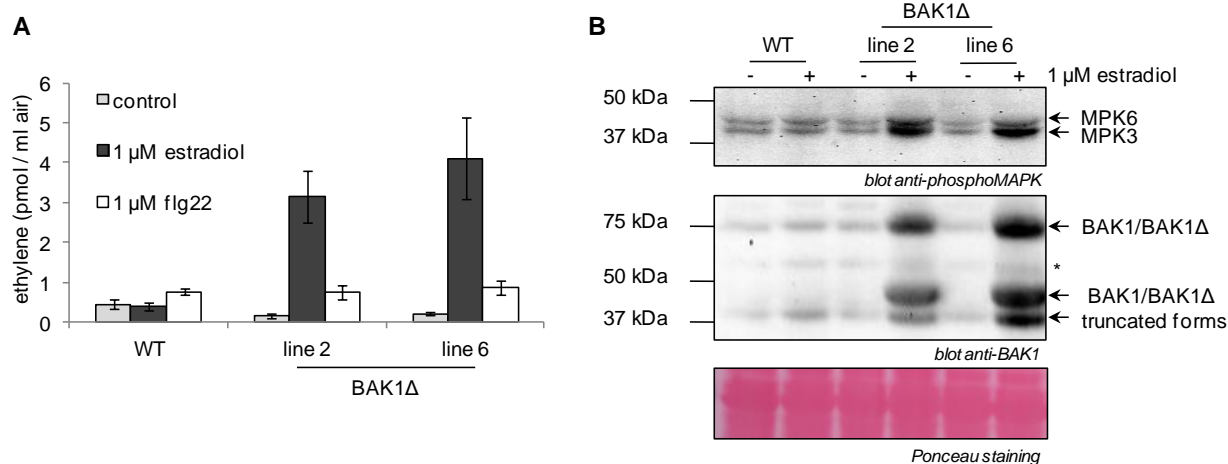 A
ethylene (pmol / ml air)
6
5
4
3
2
1
0
control
1 µM estradiol
1 µM flg22
WT
line 2
line 6
BAK1Δ
B
BAK1Δ
WT
line 2
line 6
- + - + - + 1 µM estradiol
50 kDa
37 kDa
MPK6
MPK3
blot anti-phosphoMAPK
75 kDa
50 kDa
37 kDa
BAK1/BAK1Δ
*
BAK1/BAK1Δ
truncated forms
blot anti-BAK1
Ponceau staining